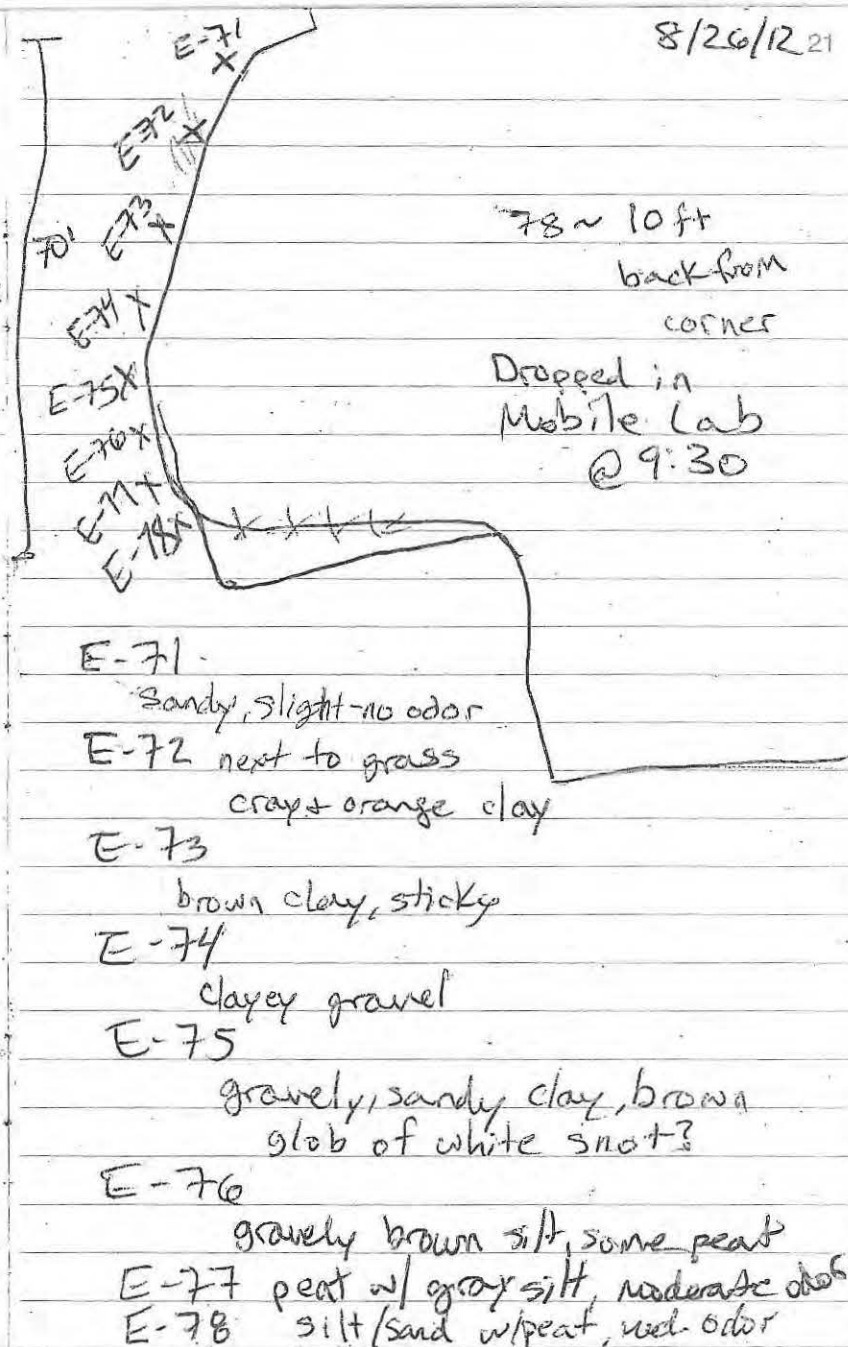 8/26/12 21
E-71
E-72
E-73
70'
E-74
E-75
E-76
E-77
E-78
78 ~ 10 ft
back from
corner
Dropped in
Mobile Lab
@ 9:30
E-71
Sandy, slight-no odor
E-72 next to grass
cray + orange clay
E-73
brown clay, sticky
E-74
clayey gravel
E-75
gravely, sandy clay, brown
glob of white snot?
E-76
gravely brown silt, some peat
E-77 peat w/ gray silt, moderate odor
E-78 silt/sand w/peat, mod. odor